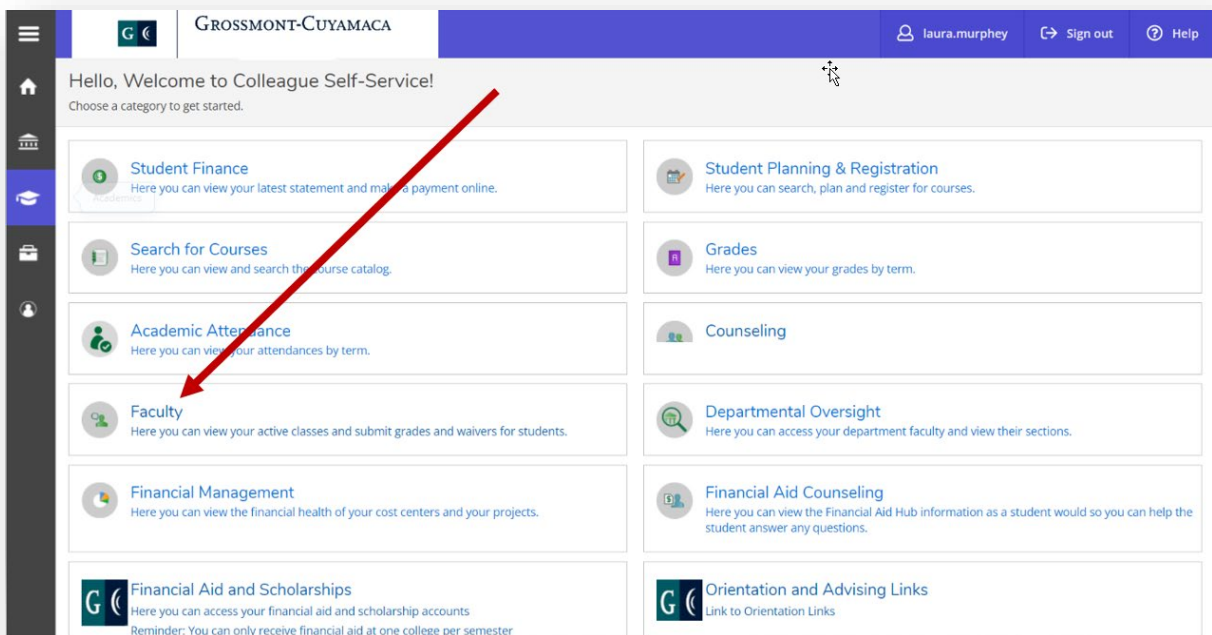 GROSSMONT-CUYAMACA
laura.murphey
Sign out
Help
Hello, Welcome to Colleague Self-Service!
Choose a category to get started.
Student Finance
Here you can view your latest statement and make a payment online.
Academics
Student Planning & Registration
Here you can search, plan and register for courses.
Search for Courses
Here you can view and search the course catalog.
Grades
Here you can view your grades by term.
Academic Attendance
Here you can view your attendances by term.
Counseling
Faculty
Here you can view your active classes and submit grades and waivers for students.
Departmental Oversight
Here you can access your department faculty and view their sections.
Financial Management
Here you can view the financial health of your cost centers and your projects.
Financial Aid Counseling
Here you can view the Financial Aid Hub information as a student would so you can help the
student answer any questions.
Financial Aid and Scholarships
Here you can access your financial aid and scholarship accounts
Reminder: You can only receive financial aid at one college per semester
Orientation and Advising Links
Link to Orientation Links